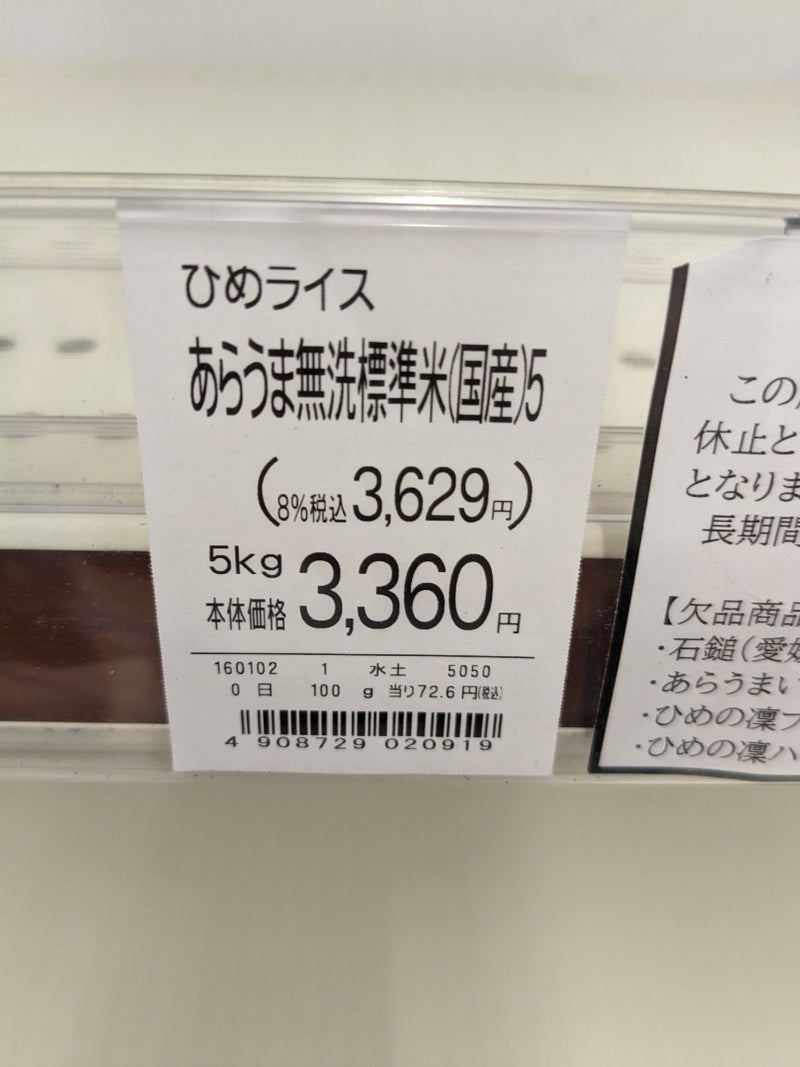 ひめライス
あらうま無洗標準米(国産)5
(8%税込3,629円)
5kg
本体価格 3,360円
160102 1 水土 5050
0 日 100 g 当り72.6円(税込)
4 908729 020919
この
休止と
となりま
長期間
【欠品商品
・石鎚(愛媛
・あらうまい
・ひめの凜プ
・ひめの凜ハ